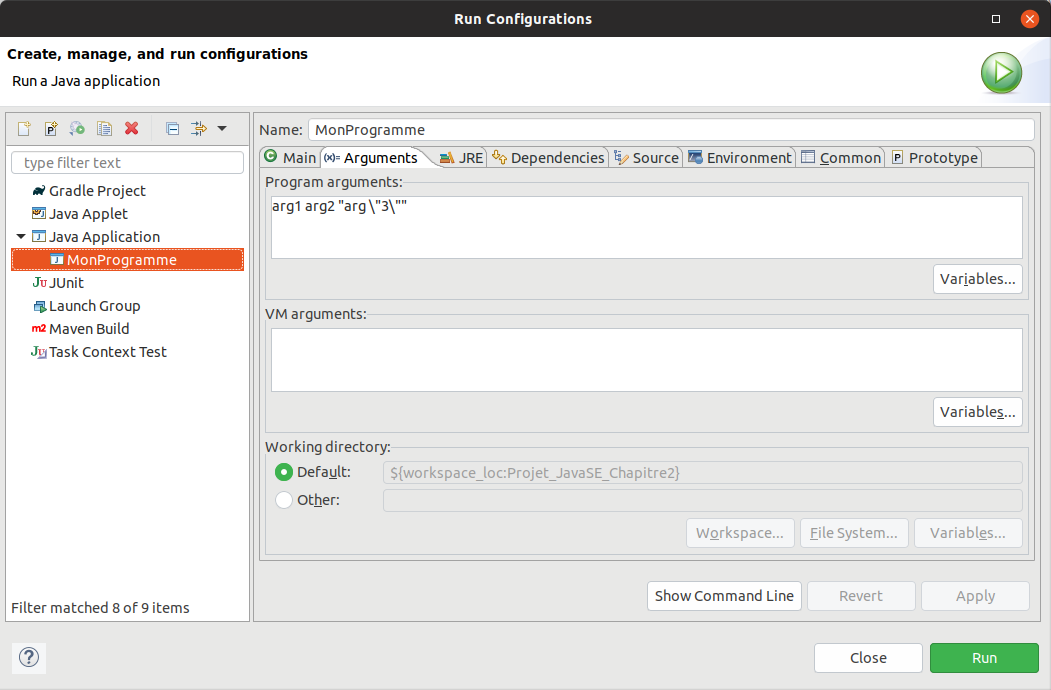 Run Configurations
Create, manage, and run configurations
Run a Java application
type filter text
Gradle Project
Java Applet
Java Application
MonProgramme
JUnit
Launch Group
Maven Build
Task Context Test
Filter matched 8 of 9 items
Name: MonProgramme
Main (x)= Arguments JRE Dependencies Source Environment Common Prototype
Program arguments:
arg1 arg2 "arg \"3\""
Variables...
VM arguments:
Variables...
Working directory:
Default: ${workspace_loc:Projet_JavaSE_Chapitre2}
Other:
Workspace... File System... Variables...
Show Command Line Revert Apply
? Close Run